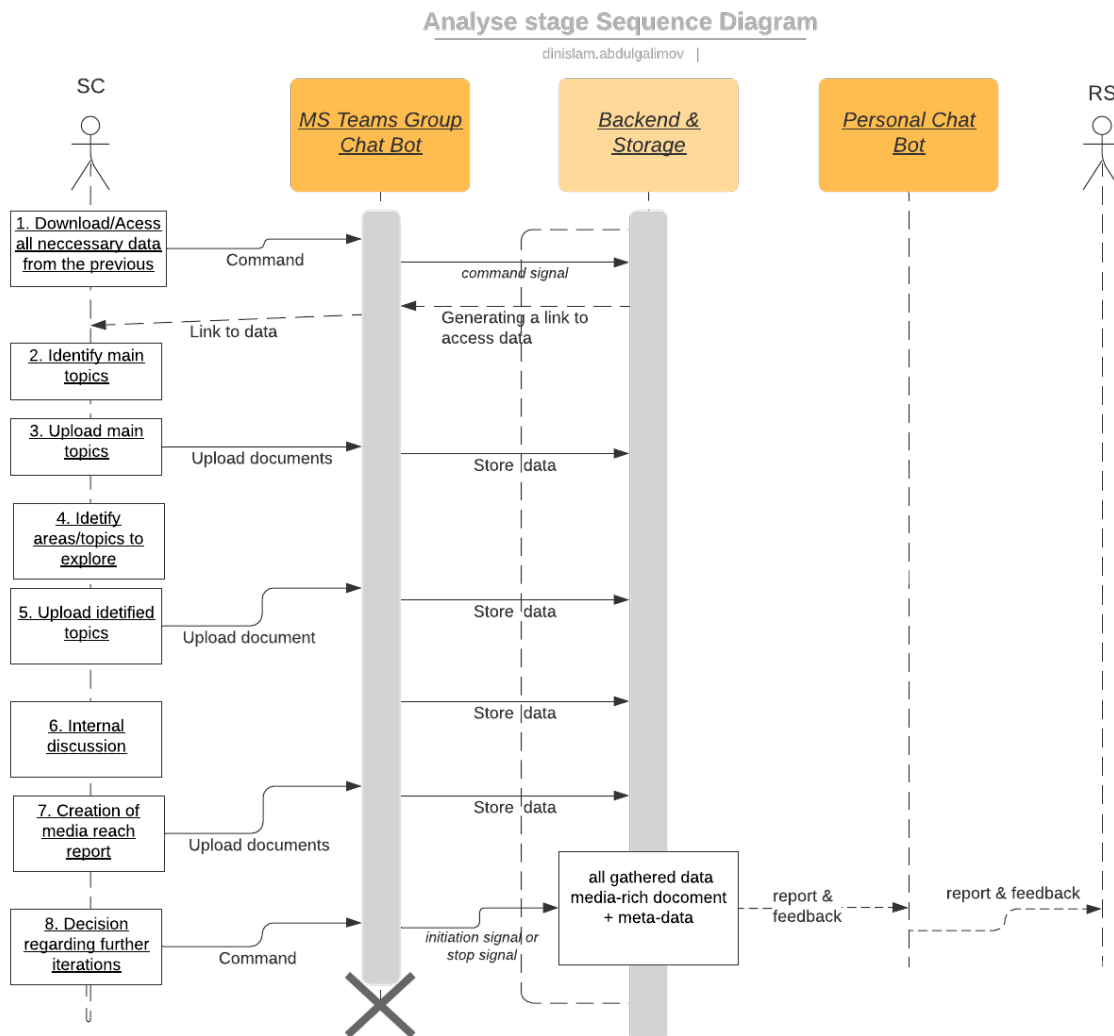 Analyse stage Sequence Diagram
dinislam.abdulgalimov |
SC
MS Teams Group
Chat Bot
Backend &
Storage
Personal Chat
Bot
RS
1. Download/Acess
all neccessary data
from the previous
Command
command signal
Generating a link to
access data
Link to data
2. Identify main
topics
3. Upload main
topics
Upload documents
Store data
4. Idetify
areas/topics to
explore
5. Upload idetified
topics
Upload document
Store data
6. Internal
discussion
Store data
7. Creation of
media reach
report
Upload documents
Store data
all gathered data
media-rich docoment
+ meta-data
report &
feedback
report & feedback
8. Decision
regarding further
iterations
Command
initiation signal or
stop signal